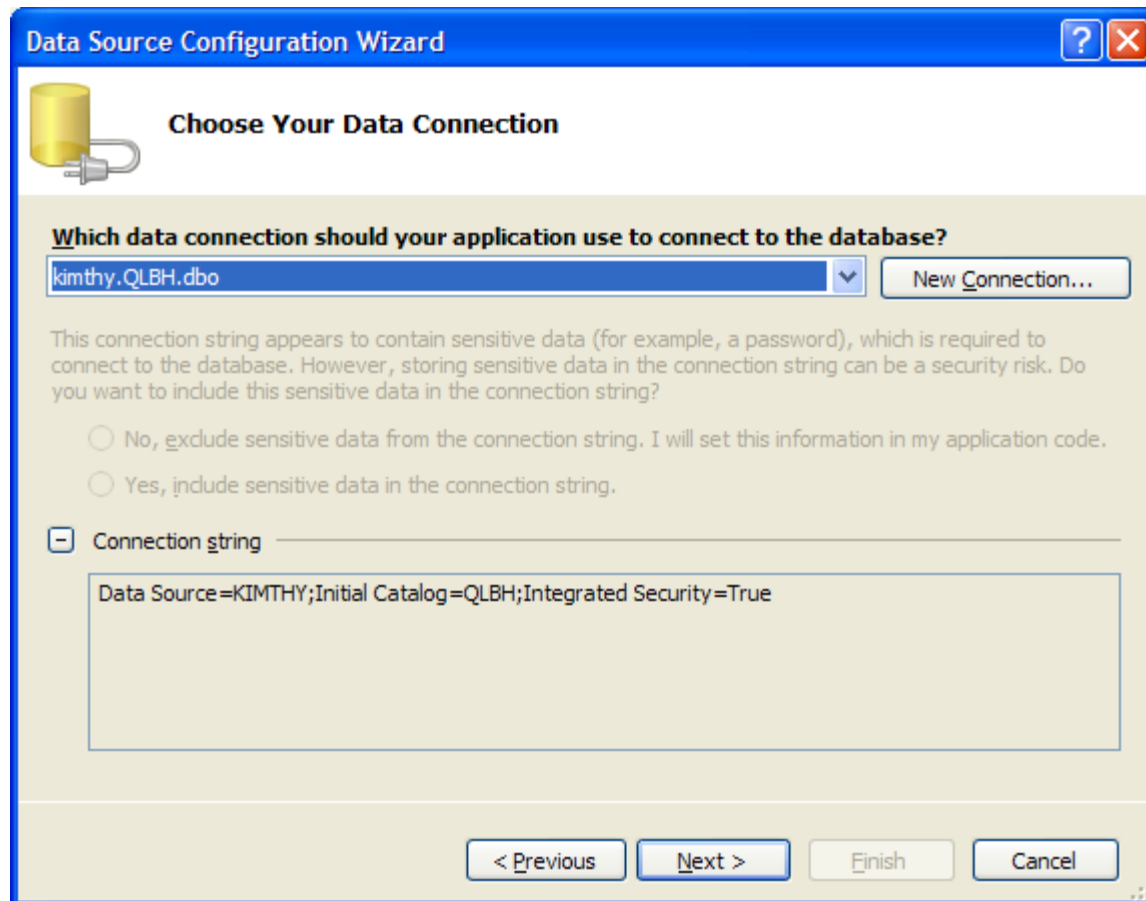 Data Source Configuration Wizard
Choose Your Data Connection
Which data connection should your application use to connect to the database?
kimthy.QLBH.dbo
New Connection...
This connection string appears to contain sensitive data (for example, a password), which is required to
connect to the database. However, storing sensitive data in the connection string can be a security risk. Do
you want to include this sensitive data in the connection string?
No, exclude sensitive data from the connection string. I will set this information in my application code.
Yes, include sensitive data in the connection string.
Connection string
Data Source=KIMTHY;Initial Catalog=QLBH;Integrated Security=True
< Previous
Next >
Finish
Cancel